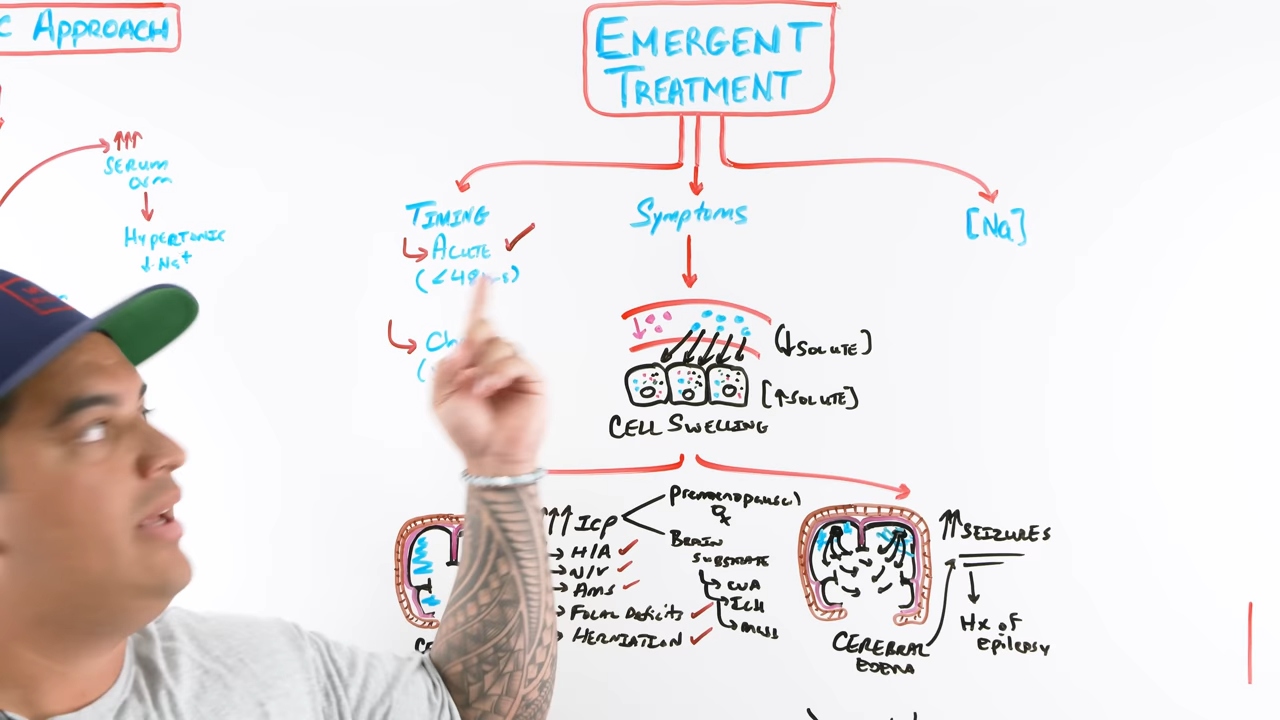 C APPROACH
↑↑↑
SERUM
OSM
HYPERTONIC
↓Na+
EMERGENT
TREATMENT
TIMING
↳ ACUTE ✓
Symptoms
[Na]
(↓SOLUTE)
[↑SOLUTE]
CELL SWELLING
↑↑↑ICP
→ H/A ✓
→ N/V ✓
→ AMS ✓
→ FOCAL DEFICITS ✓
→ HERNIATION ✓
Premenopausal
BRAIN
SUBSTRATE
→ CVA
→ ICH
→ MASS
↑↑SEIZURES
Hx of
epilepsy
CEREBRAL
EDEMA